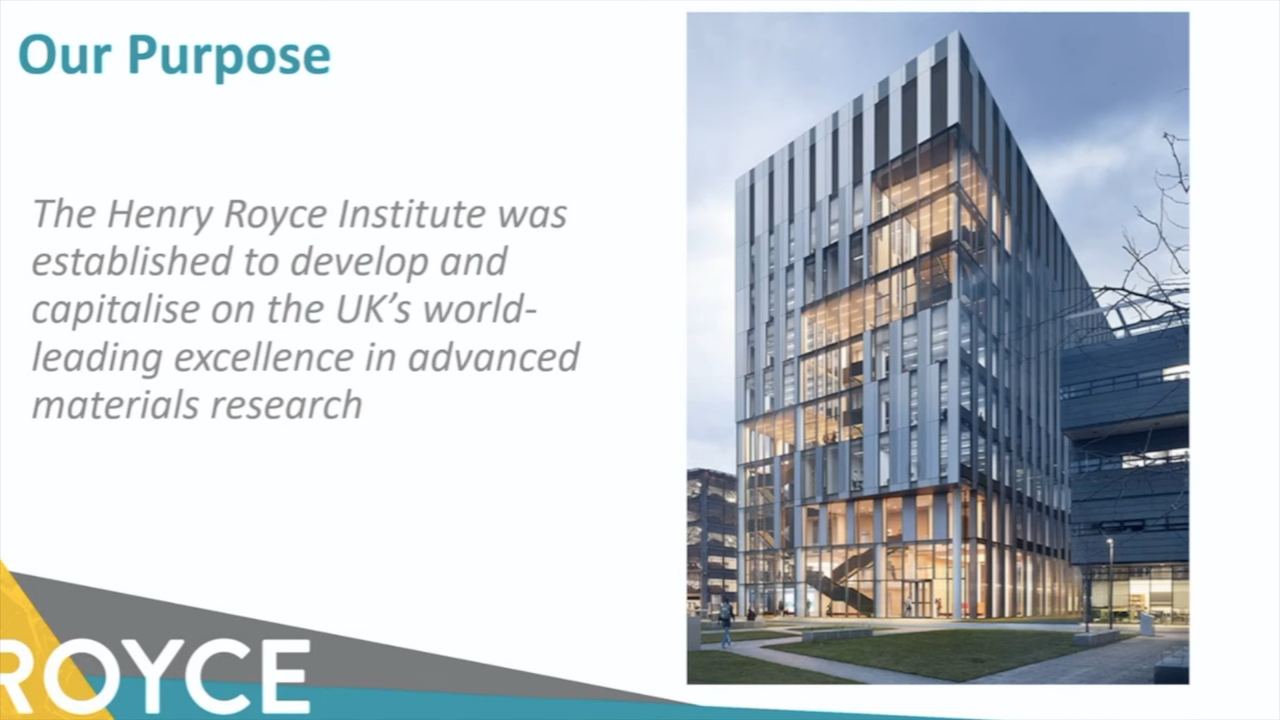 Our Purpose
The Henry Royce Institute was
established to develop and
capitalise on the UK’s world-
leading excellence in advanced
materials research
ROYCE